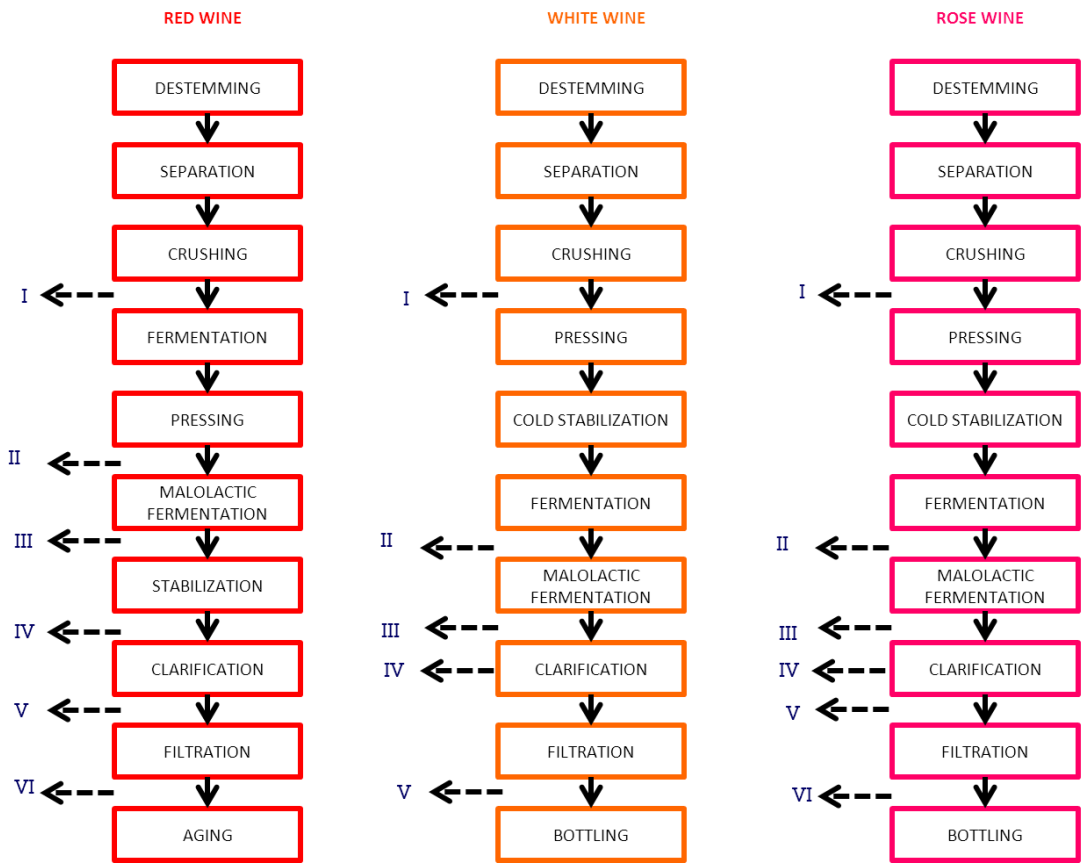 RED WINE
DESTEMMING
SEPARATION
CRUSHING
I
FERMENTATION
PRESSING
II
MALOLACTIC
FERMENTATION
III
STABILIZATION
IV
CLARIFICATION
V
FILTRATION
VI
AGING
WHITE WINE
DESTEMMING
SEPARATION
CRUSHING
I
PRESSING
COLD STABILIZATION
FERMENTATION
II
MALOLACTIC
FERMENTATION
III
CLARIFICATION
IV
FILTRATION
V
BOTTLING
ROSE WINE
DESTEMMING
SEPARATION
CRUSHING
I
PRESSING
COLD STABILIZATION
FERMENTATION
II
MALOLACTIC
FERMENTATION
III
CLARIFICATION
IV
V
FILTRATION
VI
BOTTLING